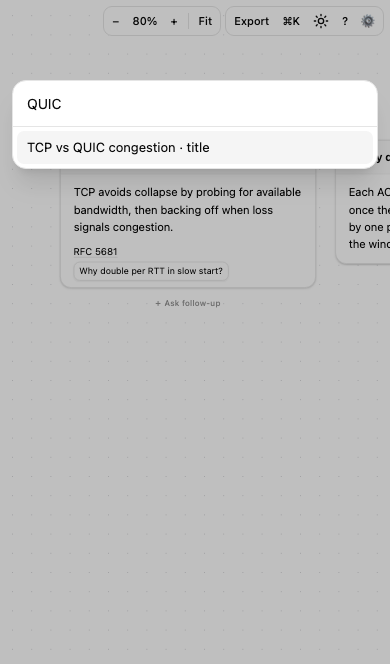 − 80% + Fit Export ⌘K ?
QUIC
TCP vs QUIC congestion · title
TCP avoids collapse by probing for available
bandwidth, then backing off when loss
signals congestion.
RFC 5681
Why double per RTT in slow start?
+ Ask follow-up
Each AC
once the
by one p
the wind